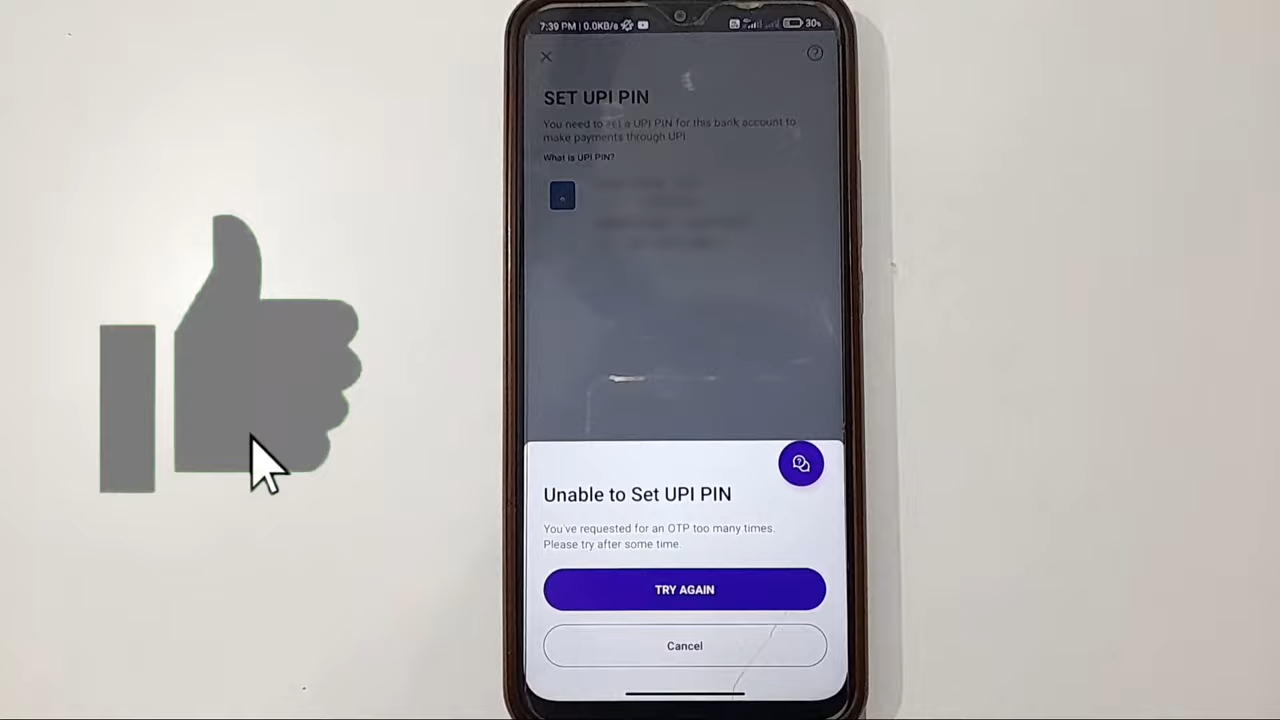 7:39 PM | 0.0KB/s
30%
SET UPI PIN
You need to set a UPI PIN for this bank account to
make payments through UPI
What is UPI PIN?
Unable to Set UPI PIN
You've requested for an OTP too many times.
Please try after some time.
TRY AGAIN
Cancel